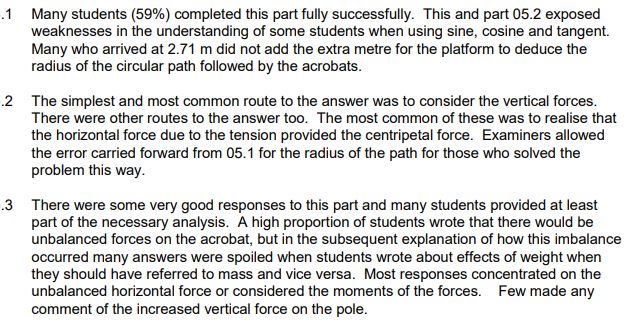 .1 Many students (59%) completed this part fully successfully. This and part 05.2 exposed
weaknesses in the understanding of some students when using sine, cosine and tangent.
Many who arrived at 2.71 m did not add the extra metre for the platform to deduce the
radius of the circular path followed by the acrobats.
.2 The simplest and most common route to the answer was to consider the vertical forces.
There were other routes to the answer too. The most common of these was to realise that
the horizontal force due to the tension provided the centripetal force. Examiners allowed
the error carried forward from 05.1 for the radius of the path for those who solved the
problem this way.
.3 There were some very good responses to this part and many students provided at least
part of the necessary analysis. A high proportion of students wrote that there would be
unbalanced forces on the acrobat, but in the subsequent explanation of how this imbalance
occurred many answers were spoiled when students wrote about effects of weight when
they should have referred to mass and vice versa. Most responses concentrated on the
unbalanced horizontal force or considered the moments of the forces. Few made any
comment of the increased vertical force on the pole.